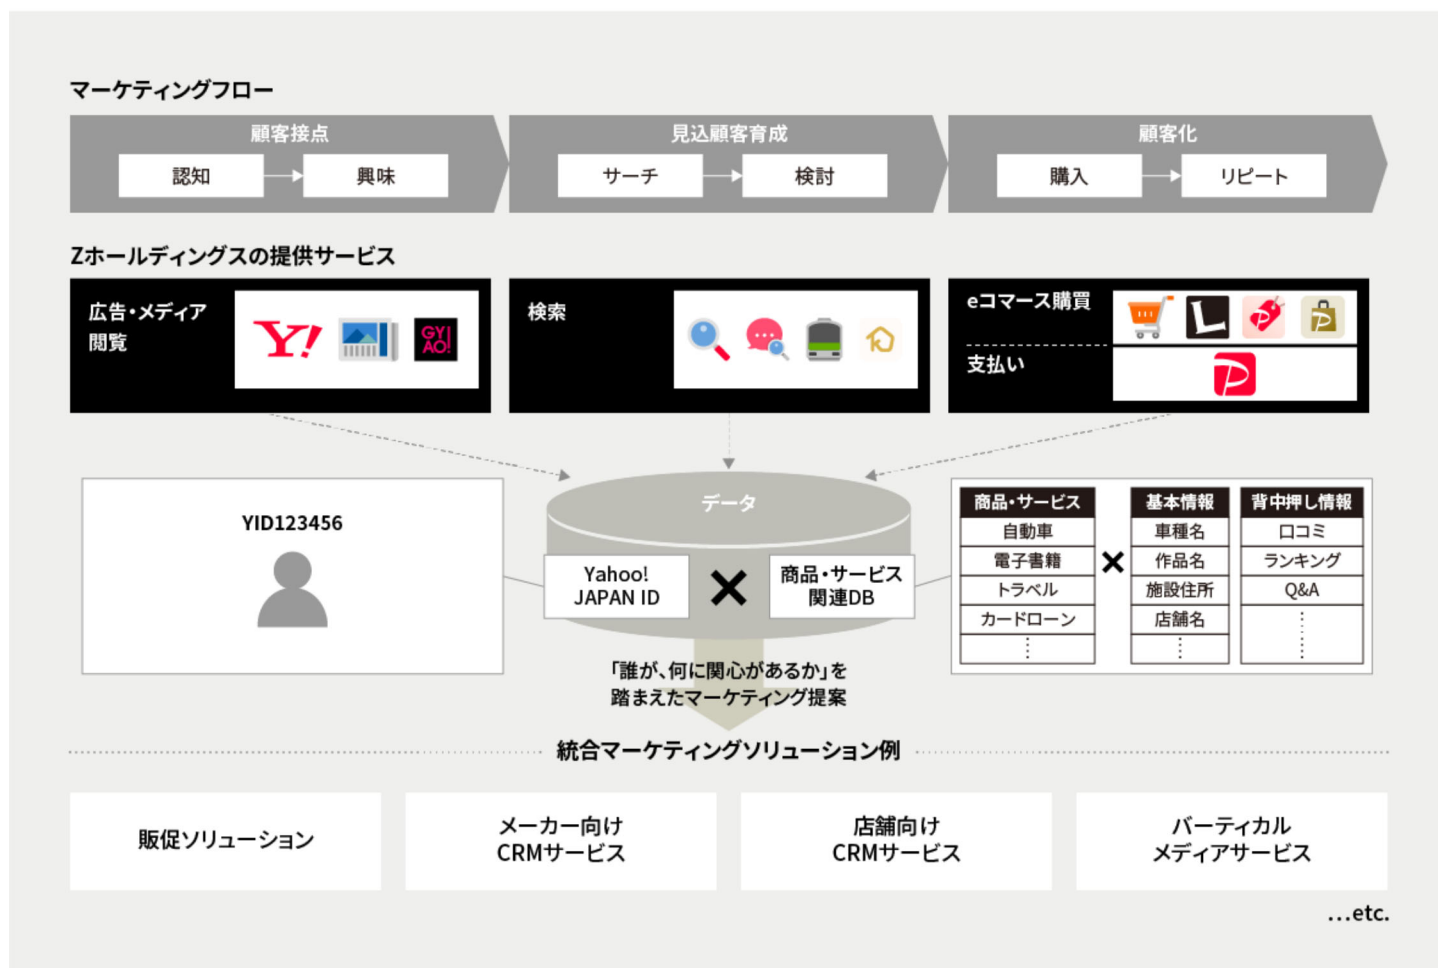 マーケティングフロー
顧客接点
認知
興味
見込顧客育成
サーチ
検討
顧客化
購入
リピート
Zホールディングスの提供サービス
広告・メディア
閲覧
Y!
GY
AO!
検索
eコマース購買
L
P
P
支払い
P
データ
YID123456
Yahoo!
JAPAN ID
×
商品・サービス
関連DB
商品・サービス
自動車
電子書籍
トラベル
カードローン
⋮
×
基本情報
車種名
作品名
施設住所
店舗名
⋮
背中押し情報
口コミ
ランキング
Q&A
⋮
「誰が、何に関心があるか」を
踏まえたマーケティング提案
統合マーケティングソリューション例
販促ソリューション
メーカー向け
CRMサービス
店舗向け
CRMサービス
バーティカル
メディアサービス
...etc.